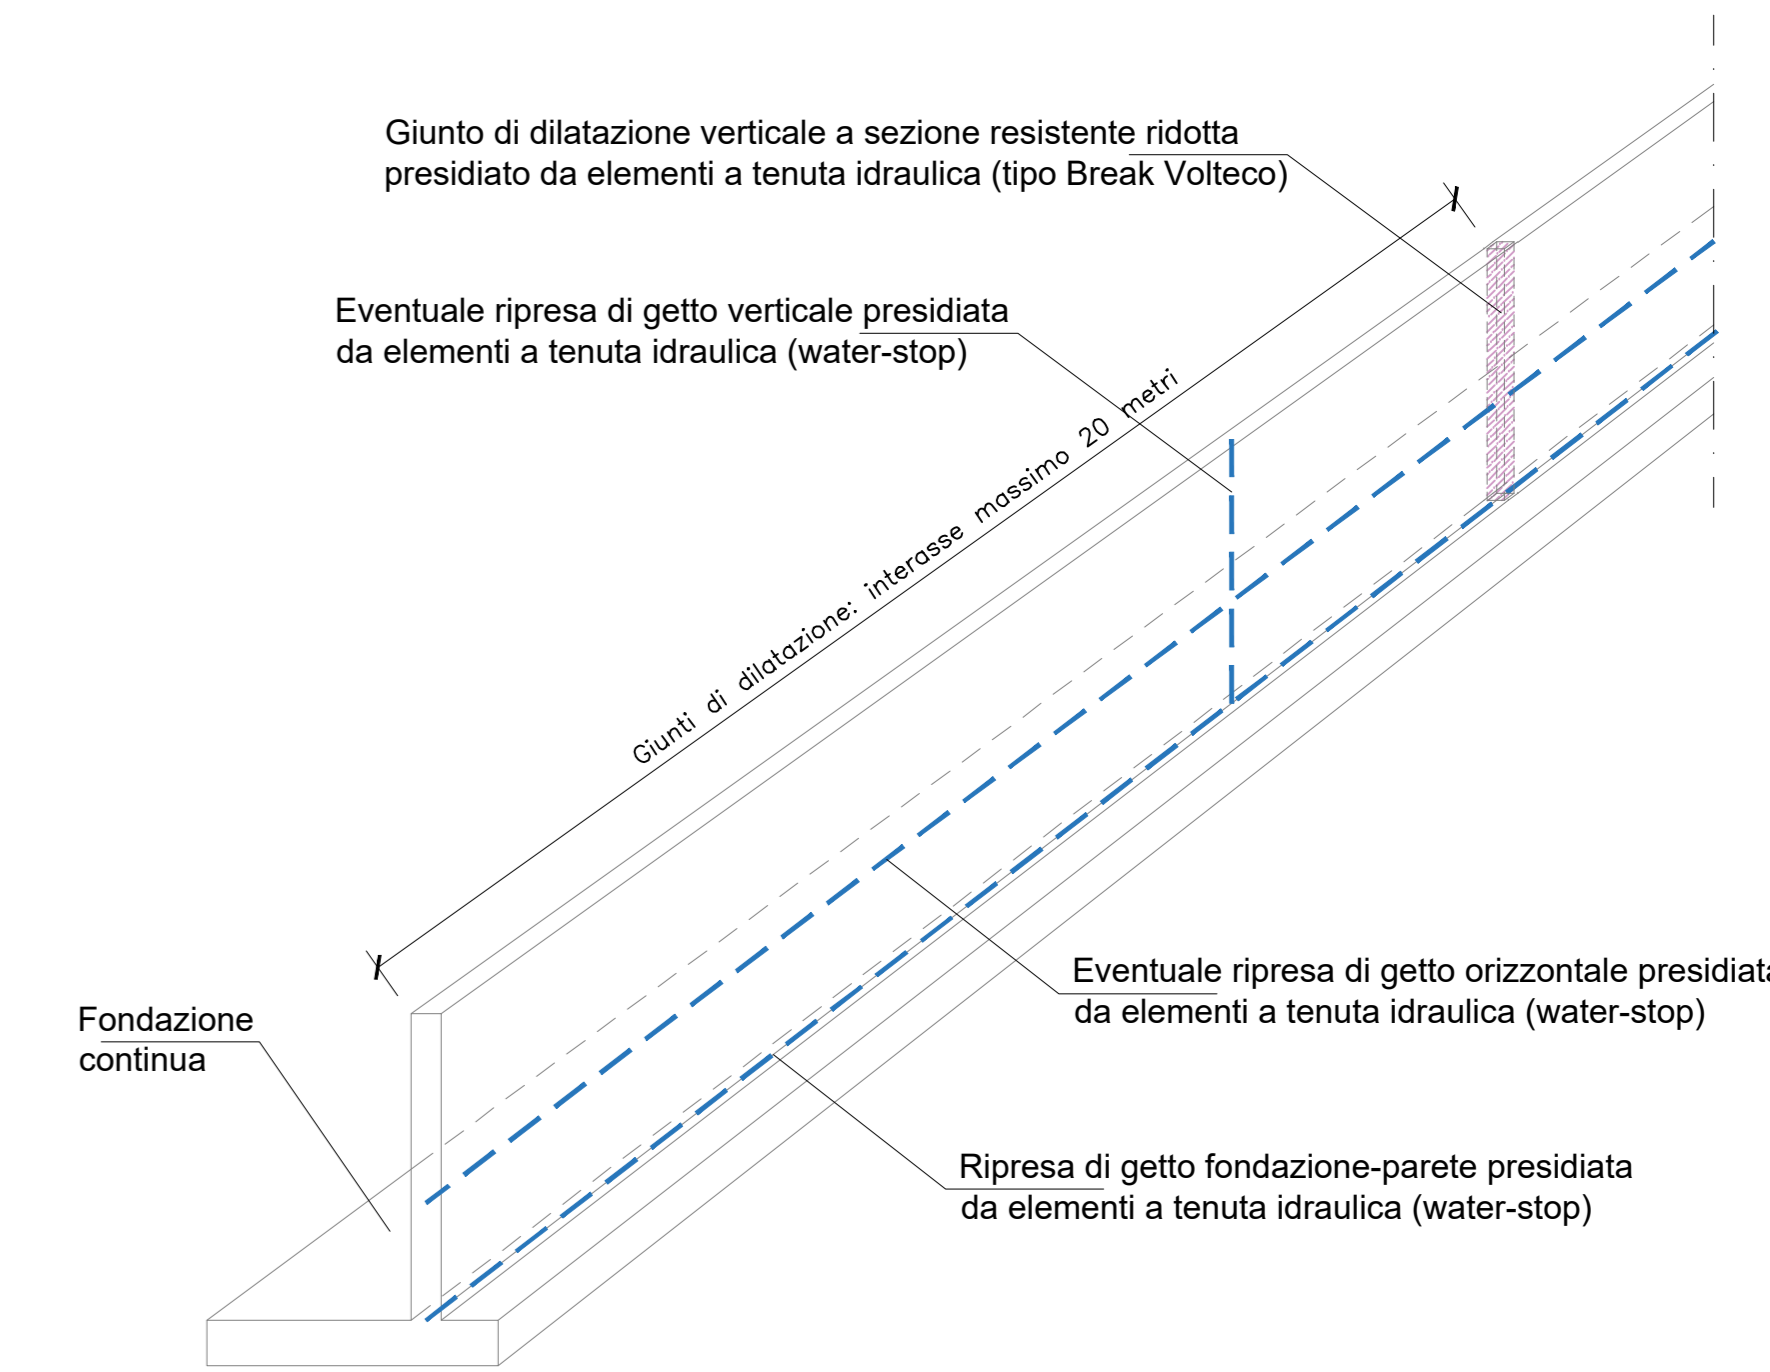 Giunto di dilatazione verticale a sezione resistente ridotta
presidiato da elementi a tenuta idraulica (tipo Break Volteco)
Eventuale ripresa di getto verticale presidiata
da elementi a tenuta idraulica (water-stop)
Giunti di dilatazione: interasse massimo 20 metri
Eventuale ripresa di getto orizzontale presidiata
da elementi a tenuta idraulica (water-stop)
Fondazione
continua
Ripresa di getto fondazione-parete presidiata
da elementi a tenuta idraulica (water-stop)